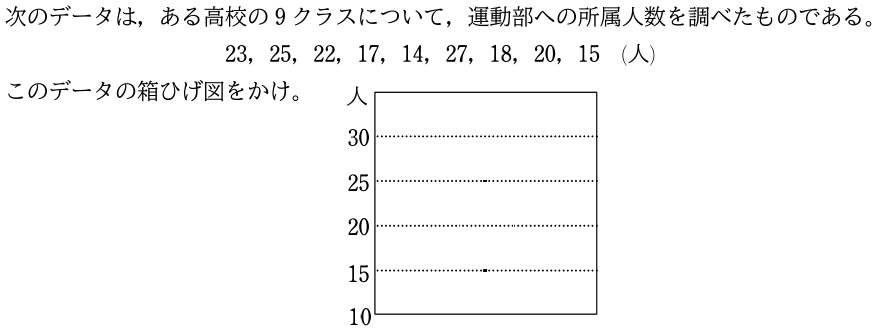 次のデータは，ある高校の9クラスについて，運動部への所属人数を調べたものである。
23，25，22，17，14，27，18，20，15　(人)
このデータの箱ひげ図をかけ。
人
30
25
20
15
10